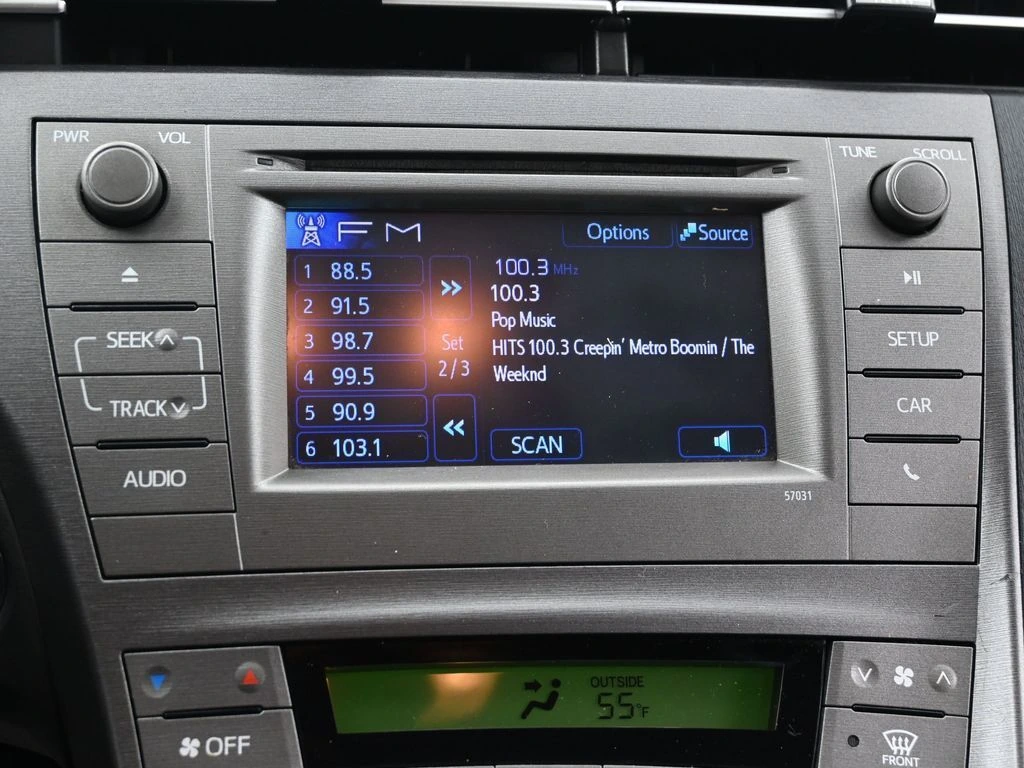 PWR VOL
TUNE SCROLL
FM Options Source
1 88.5
2 91.5
3 98.7
4 99.5
5 90.9
6 103.1
>>
Set
2/3
<<
100.3 MHz
100.3
Pop Music
HITS 100.3 Creepin' Metro Boomin / The
Weeknd
SCAN
SEEK
TRACK
AUDIO
SETUP
CAR
57031
OUTSIDE
55°F
OFF
FRONT